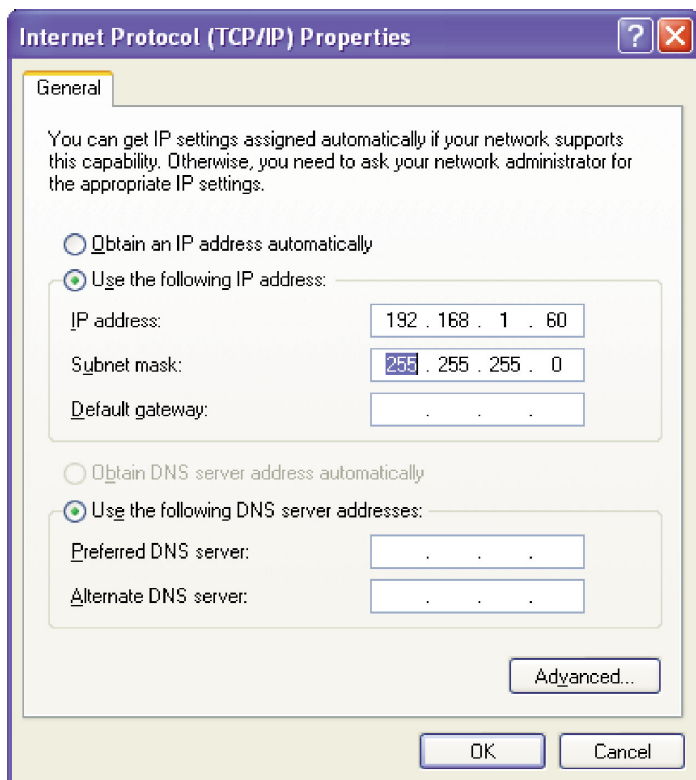 Internet Protocol (TCP/IP) Properties
General
You can get IP settings assigned automatically if your network supports
this capability. Otherwise, you need to ask your network administrator for
the appropriate IP settings.
Obtain an IP address automatically
Use the following IP address:
IP address: 192 . 168 . 1 . 60
Subnet mask: 255 . 255 . 255 . 0
Default gateway: . . .
Obtain DNS server address automatically
Use the following DNS server addresses:
Preferred DNS server: . . .
Alternate DNS server: . . .
Advanced...
OK Cancel